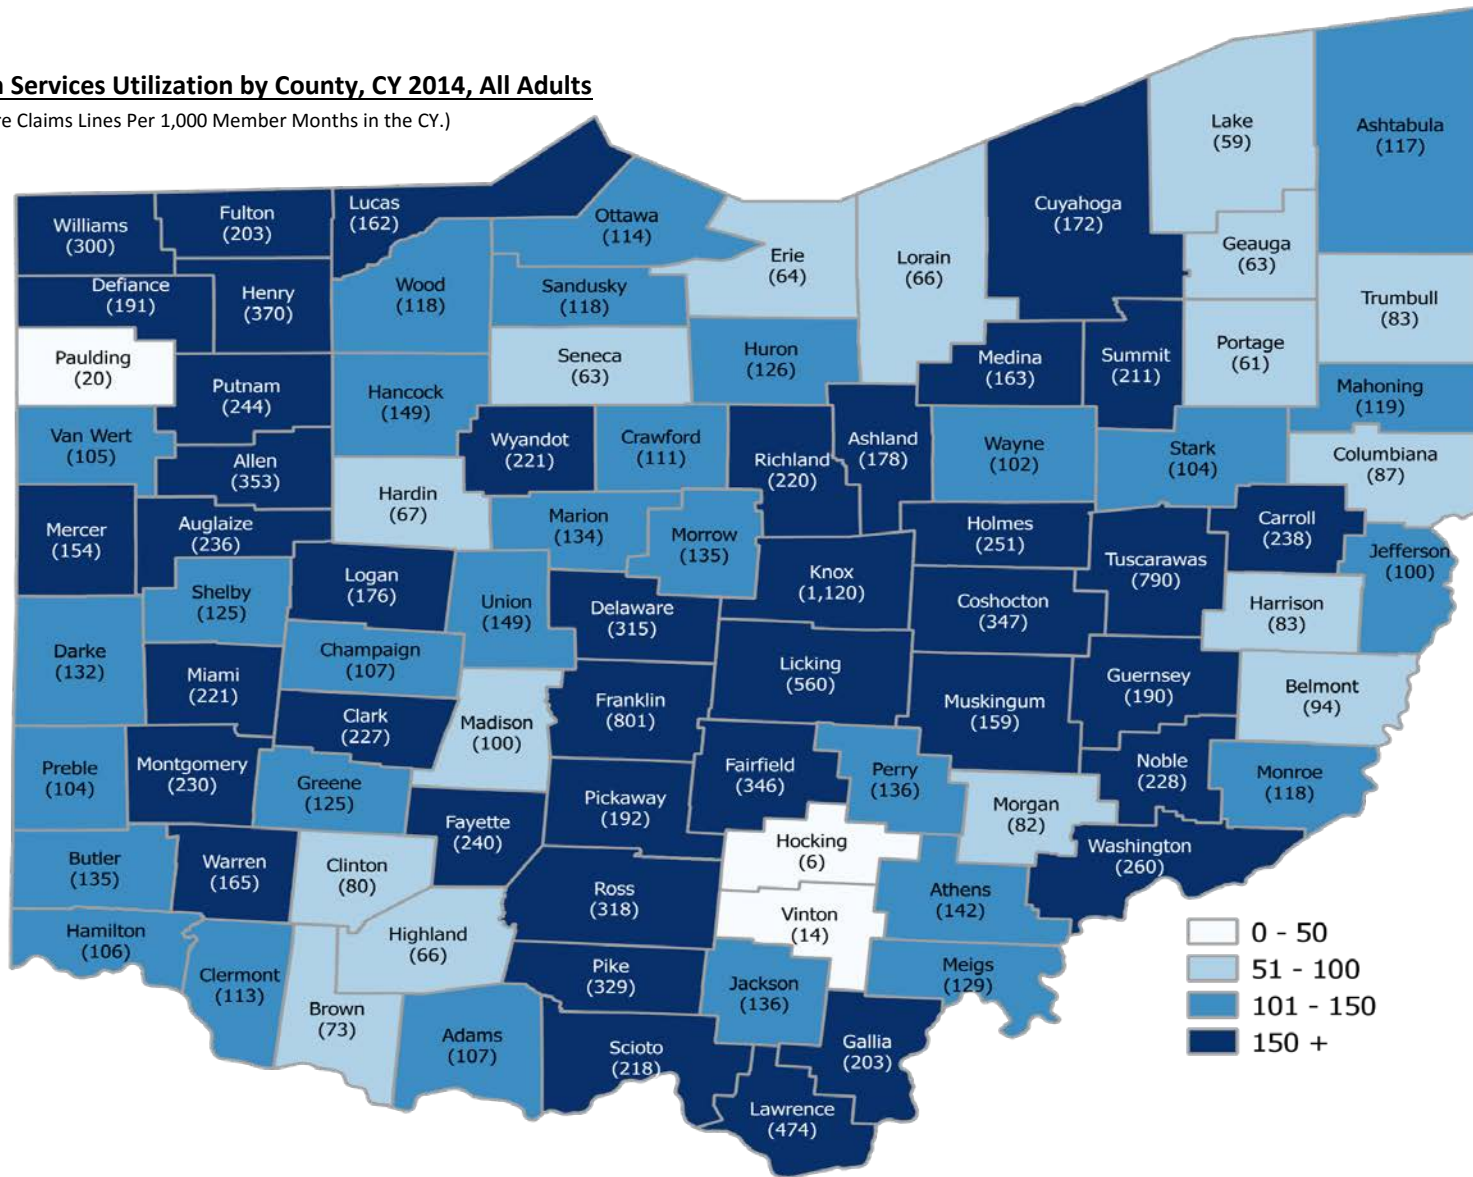 Services Utilization by County, CY 2014, All Adults
Claims Lines Per 1,000 Member Months in the CY.)
Lake
(59)
Ashtabula
(117)
Williams
(300)
Fulton
(203)
Lucas
(162)
Ottawa
(114)
Cuyahoga
(172)
Geauga
(63)
Erie
(64)
Lorain
(66)
Defiance
(191)
Henry
(370)
Wood
(118)
Sandusky
(118)
Trumbull
(83)
Paulding
(20)
Putnam
(244)
Hancock
(149)
Seneca
(63)
Huron
(126)
Medina
(163)
Summit
(211)
Portage
(61)
Mahoning
(119)
Van Wert
(105)
Allen
(353)
Wyandot
(221)
Crawford
(111)
Richland
(220)
Ashland
(178)
Wayne
(102)
Stark
(104)
Columbiana
(87)
Hardin
(67)
Mercer
(154)
Auglaize
(236)
Marion
(134)
Morrow
(135)
Holmes
(251)
Carroll
(238)
Tuscarawas
(790)
Jefferson
(100)
Logan
(176)
Shelby
(125)
Union
(149)
Delaware
(315)
Knox
(1,120)
Coshocton
(347)
Harrison
(83)
Darke
(132)
Miami
(221)
Champaign
(107)
Licking
(560)
Guernsey
(190)
Belmont
(94)
Clark
(227)
Madison
(100)
Franklin
(801)
Muskingum
(159)
Preble
(104)
Montgomery
(230)
Greene
(125)
Fairfield
(346)
Perry
(136)
Noble
(228)
Monroe
(118)
Pickaway
(192)
Morgan
(82)
Fayette
(240)
Hocking
(6)
Washington
(260)
Butler
(135)
Warren
(165)
Clinton
(80)
Ross
(318)
Athens
(142)
Vinton
(14)
Hamilton
(106)
Highland
(66)
Clermont
(113)
Pike
(329)
Jackson
(136)
Meigs
(129)
Brown
(73)
Adams
(107)
Scioto
(218)
Gallia
(203)
Lawrence
(474)
0 - 50
51 - 100
101 - 150
150 +